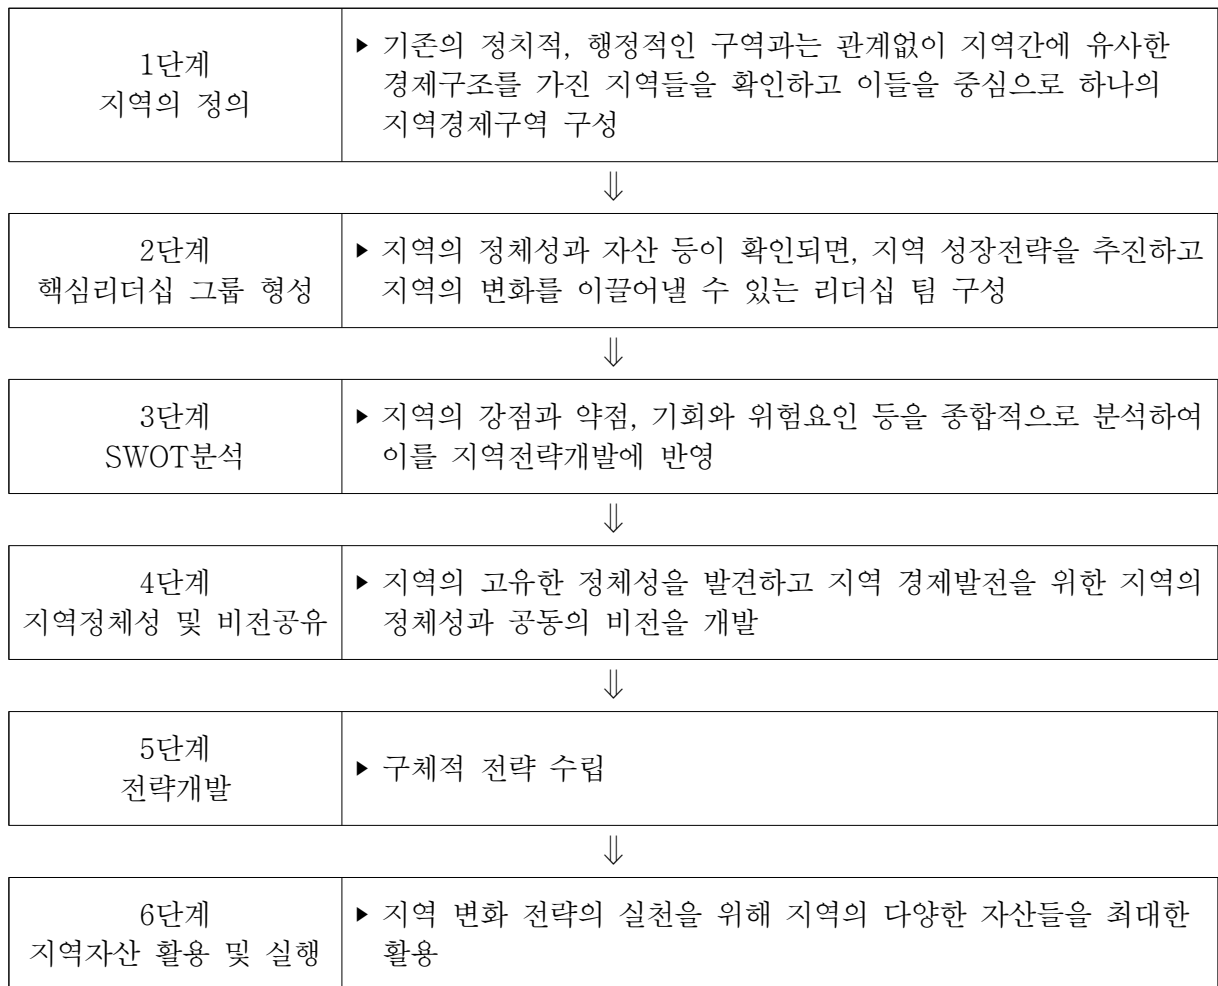 1단계
지역의 정의
▶ 기존의 정치적, 행정적인 구역과는 관계없이 지역간에 유사한
경제구조를 가진 지역들을 확인하고 이들을 중심으로 하나의
지역경제구역 구성
⇓
2단계
핵심리더십 그룹 형성
▶ 지역의 정체성과 자산 등이 확인되면, 지역 성장전략을 추진하고
지역의 변화를 이끌어낼 수 있는 리더십 팀 구성
⇓
3단계
SWOT분석
▶ 지역의 강점과 약점, 기회와 위험요인 등을 종합적으로 분석하여
이를 지역전략개발에 반영
⇓
4단계
지역정체성 및 비전공유
▶ 지역의 고유한 정체성을 발견하고 지역 경제발전을 위한 지역의
정체성과 공동의 비전을 개발
⇓
5단계
전략개발
▶ 구체적 전략 수립
⇓
6단계
지역자산 활용 및 실행
▶ 지역 변화 전략의 실천을 위해 지역의 다양한 자산들을 최대한
활용